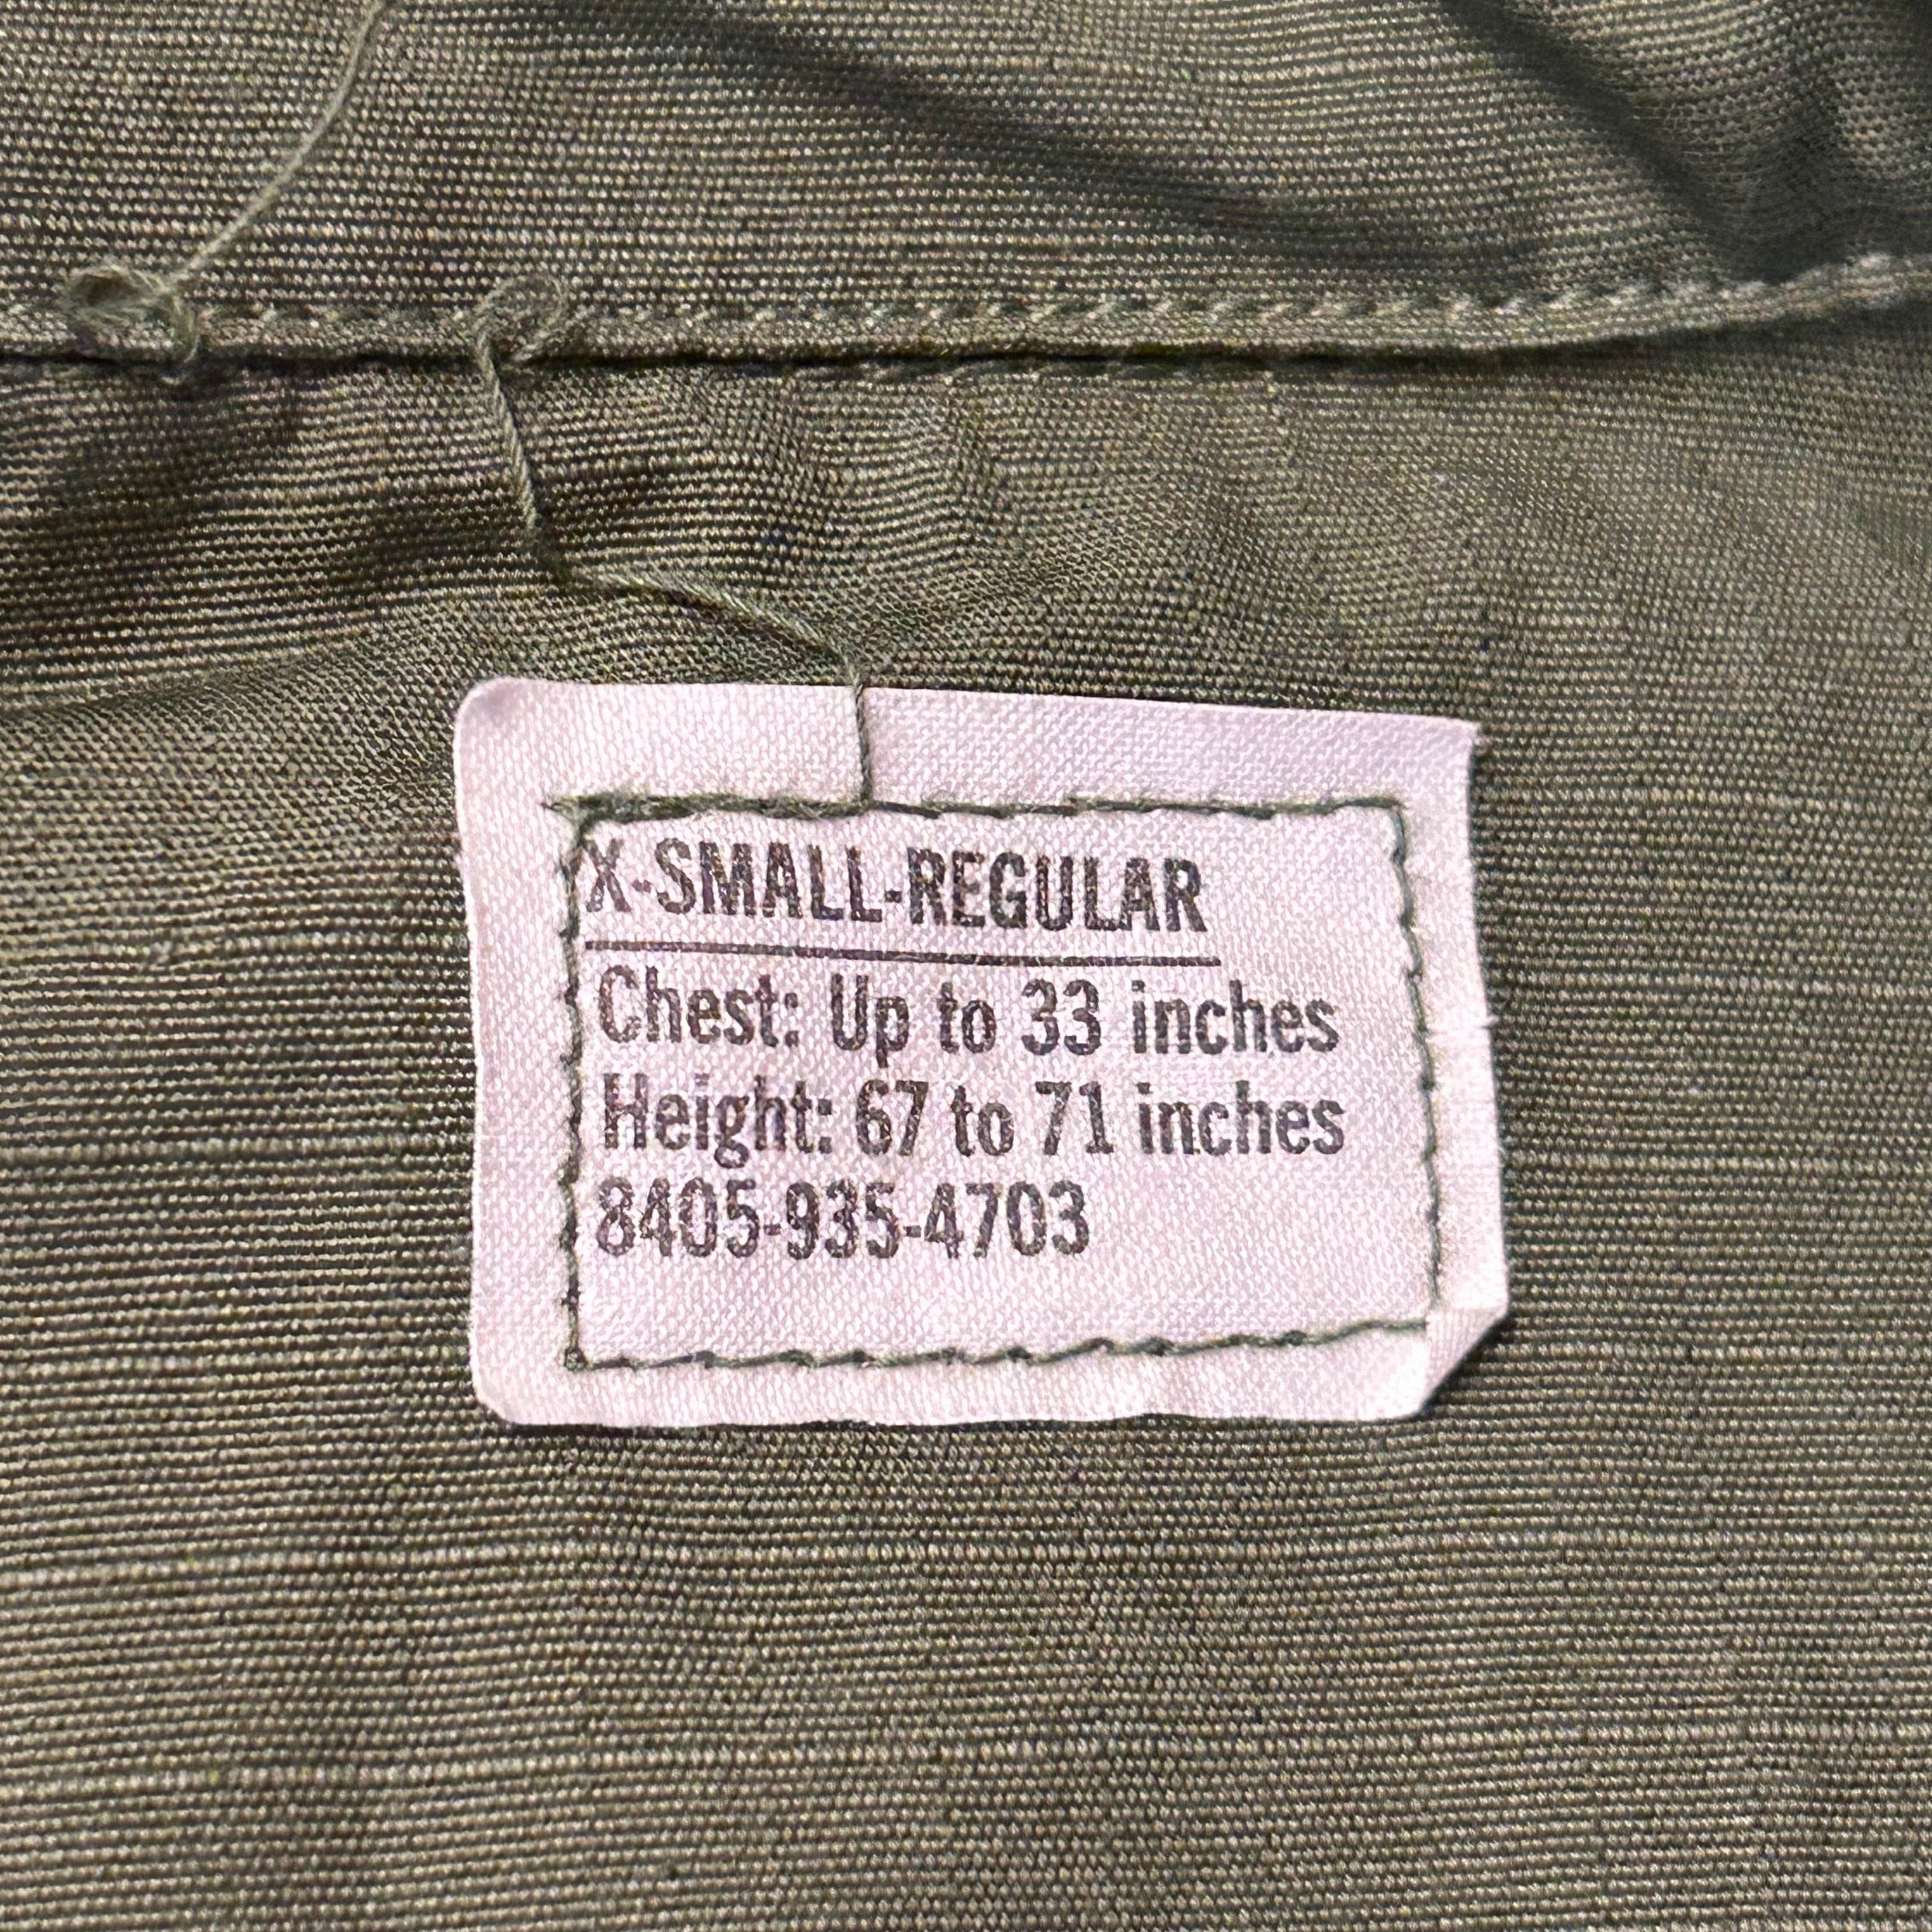 X-SMALL-REGULAR
Chest: Up to 33 inches
Height: 67 to 71 inches
8405-935-4703